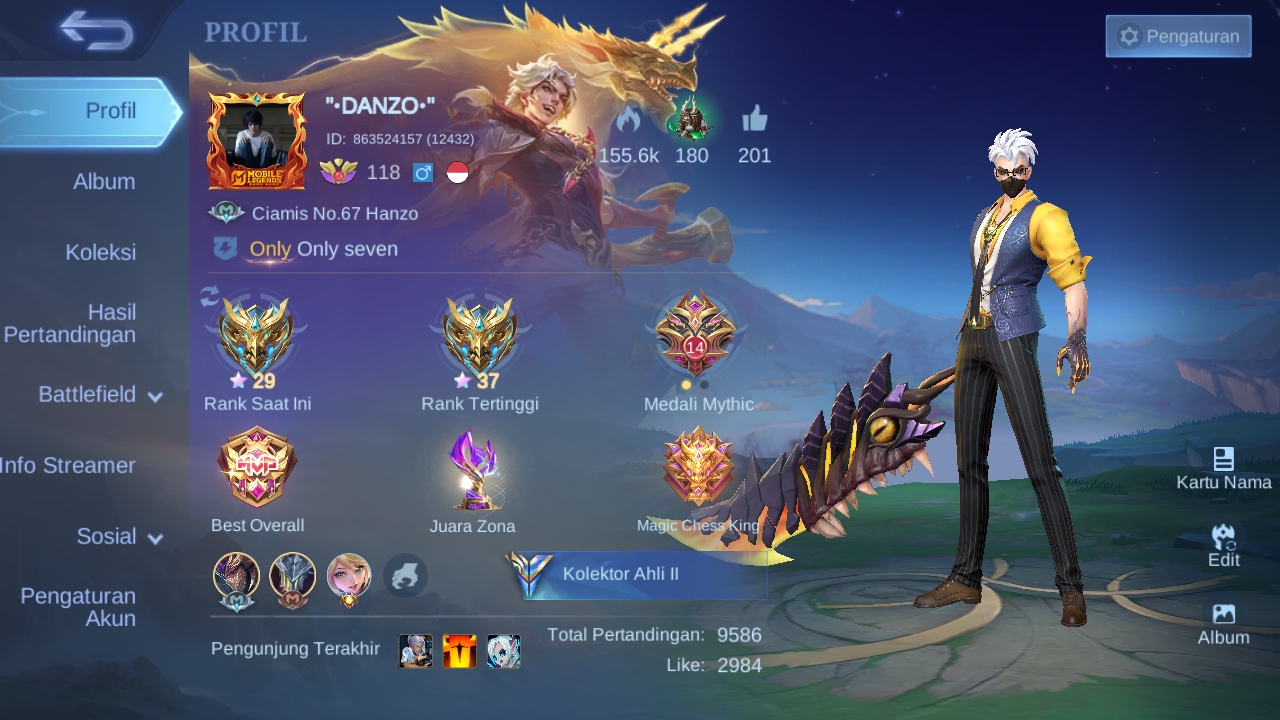 PROFIL
Pengaturan
Profil
Album
Koleksi
Hasil
Pertandingan
Battlefield
Info Streamer
Sosial
Pengaturan
Akun
"•DANZO•"
ID: 863524157 (12432)
118
155.6k
180
201
MOBILE
LEGENDS
Ciamis No.67 Hanzo
Only Only seven
29
Rank Saat Ini
37
Rank Tertinggi
14
Medali Mythic
Best Overall
Juara Zona
Magic Chess King
Kolektor Ahli II
Pengunjung Terakhir
Total Pertandingan: 9586
Like: 2984
Kartu Nama
Edit
Album